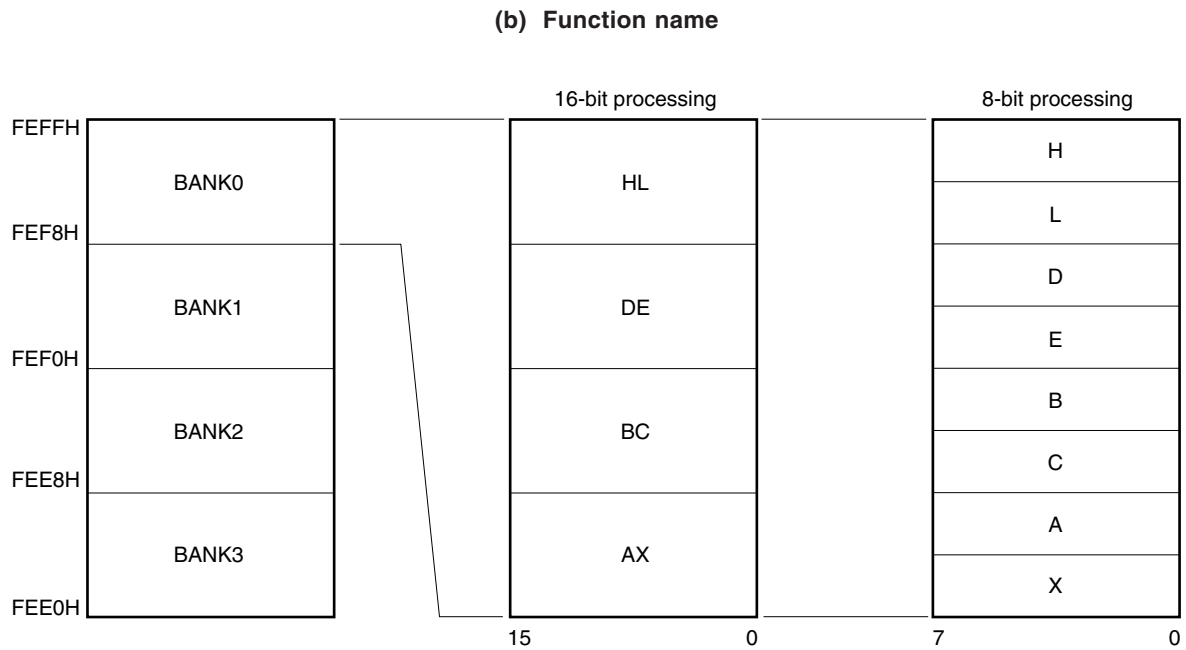 (b) Function name
16-bit processing
8-bit processing
FEFFH
BANK0
FEF8H
BANK1
FEF0H
BANK2
FEE8H
BANK3
FEE0H
HL
DE
BC
AX
15
0
H
L
D
E
B
C
A
X
7
0